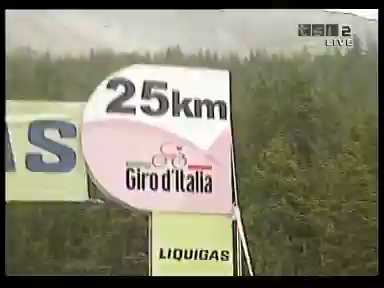 tsi 2
LIVE
25km
AS
Giro d'Italia
LIQUIGAS